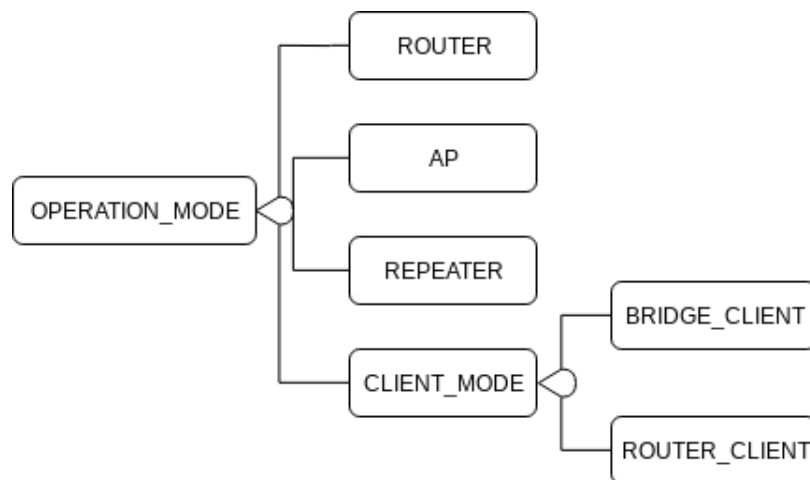 ROUTER
AP
OPERATION_MODE
REPEATER
BRIDGE_CLIENT
CLIENT_MODE
ROUTER_CLIENT